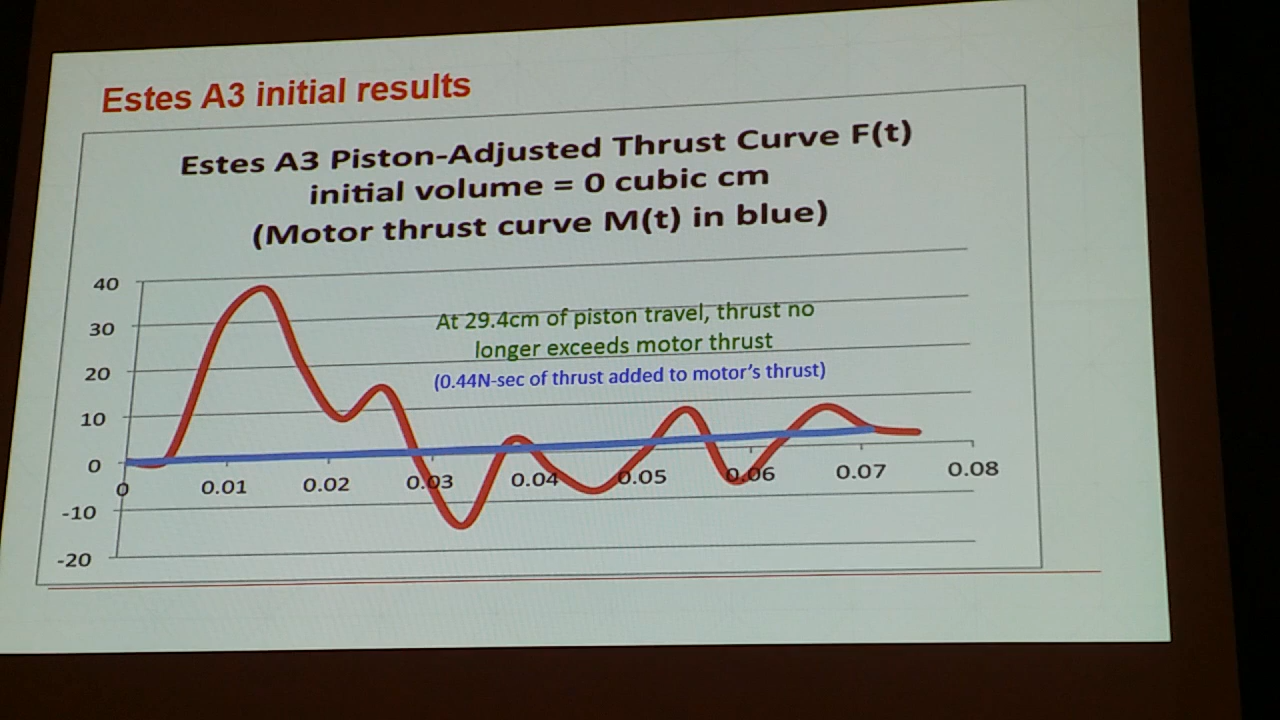 Estes A3 initial results
Estes A3 Piston-Adjusted Thrust Curve F(t)
initial volume = 0 cubic cm
(Motor thrust curve M(t) in blue)
At 29.4cm of piston travel, thrust no
longer exceeds motor thrust
(0.44N-sec of thrust added to motor's thrust)
40
30
20
10
0
-10
-20
0 0.01 0.02 0.03 0.04 0.05 0.06 0.07 0.08